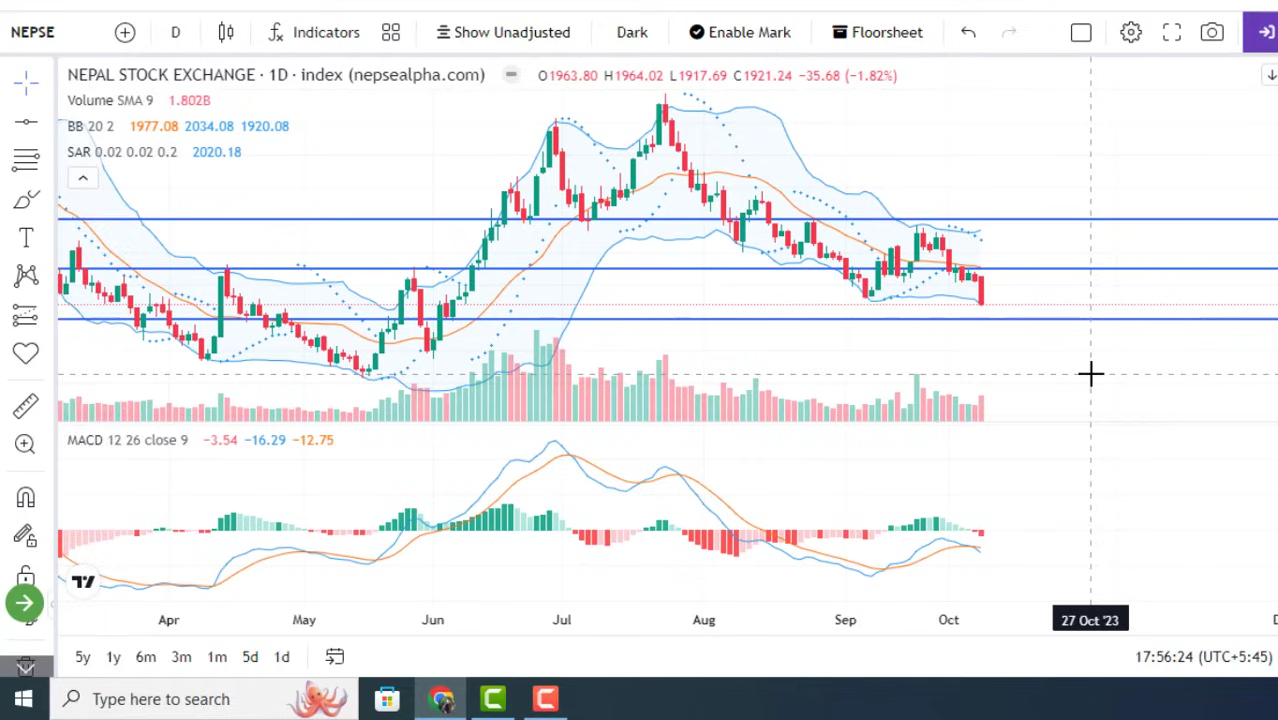 NEPSE D Indicators Show Unadjusted Dark Enable Mark Floorsheet
NEPAL STOCK EXCHANGE · 1D · index (nepsealpha.com) O1963.80 H1964.02 L1917.69 C1921.24 −35.68 (−1.82%)
Volume SMA 9 1.802B
BB 20 2 1977.08 2034.08 1920.08
SAR 0.02 0.02 0.2 2020.18
MACD 12 26 close 9 −3.54 −16.29 −12.75
Apr May Jun Jul Aug Sep Oct 27 Oct '23
5y 1y 6m 3m 1m 5d 1d 17:56:24 (UTC+5:45)
Type here to search